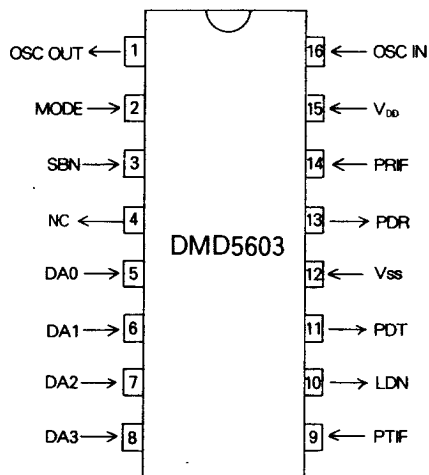 OSC OUT 1 16 OSC IN
MODE 2 15 VDD
SBN 3 14 PRIF
NC 4 13 PDR
DMD5603
DA0 5 12 Vss
DA1 6 11 PDT
DA2 7 10 LDN
DA3 8 9 PTIF